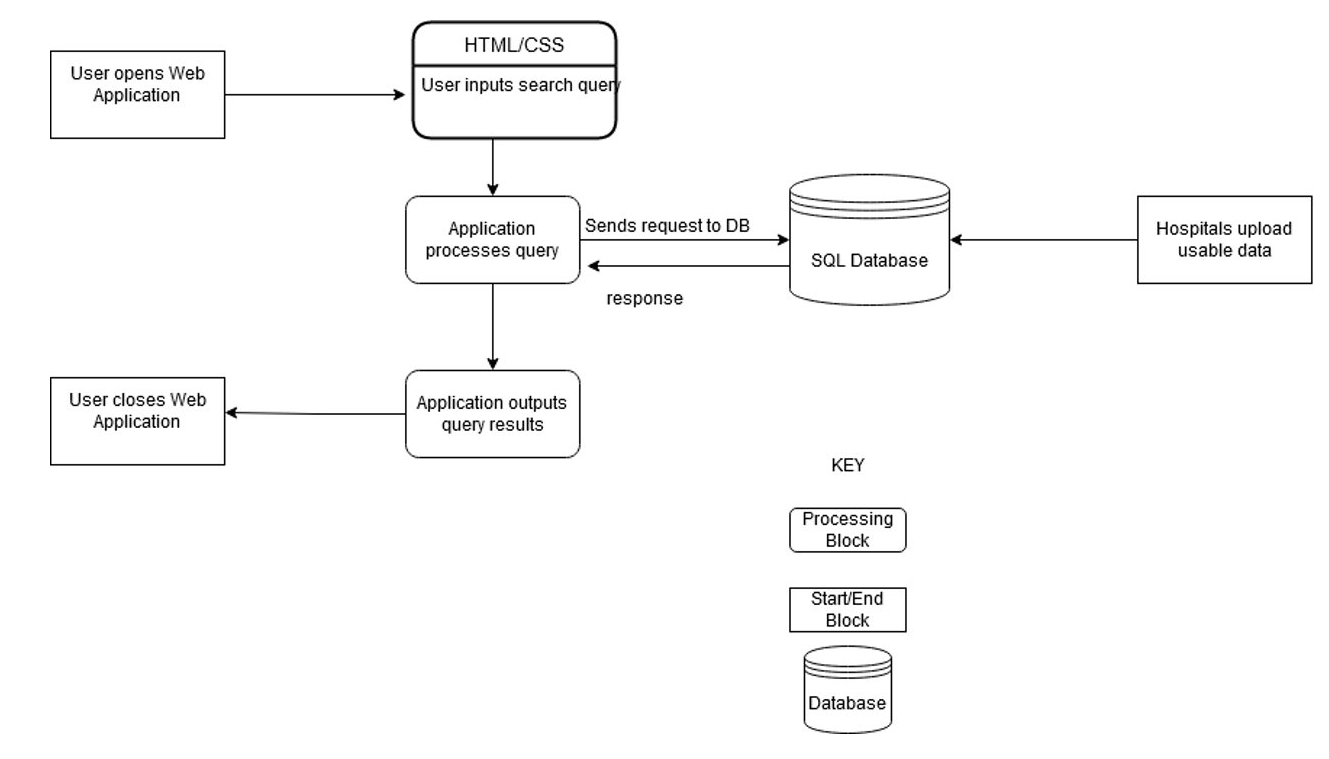 User opens Web
Application
HTML/CSS
User inputs search query
Application
processes query
Sends request to DB
response
SQL Database
Hospitals upload
usable data
User closes Web
Application
Application outputs
query results
KEY
Processing
Block
Start/End
Block
Database